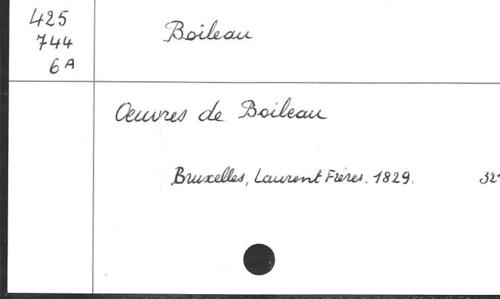 425
744
6A
Boileau
Oeuvres de Boileau
Bruxelles, Laurent Frères. 1829.